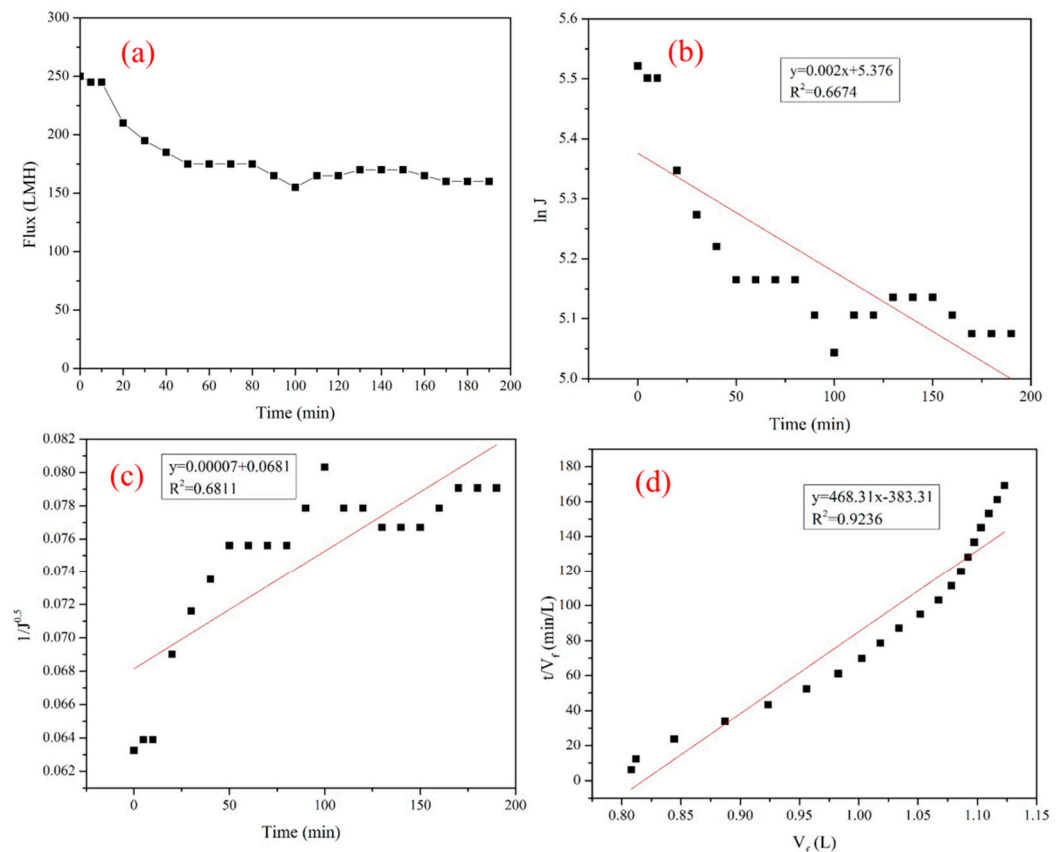 (a)
300
250
200
150
100
50
0
Flux (LMH)
0 20 40 60 80 100 120 140 160 180 200
Time (min)
(b)
y=0.002x+5.376
R²=0.6674
5.6
5.5
5.4
5.3
5.2
5.1
5.0
ln J
0 50 100 150 200
Time (min)
(c)
y=0.00007+0.0681
R²=0.6811
0.082
0.080
0.078
0.076
0.074
0.072
0.070
0.068
0.066
0.064
0.062
1/J^0.5
0 50 100 150 200
Time (min)
(d)
y=468.31x-383.31
R²=0.9236
180
160
140
120
100
80
60
40
20
0
t/V_f (min/L)
0.80 0.85 0.90 0.95 1.00 1.05 1.10 1.15
V_f (L)